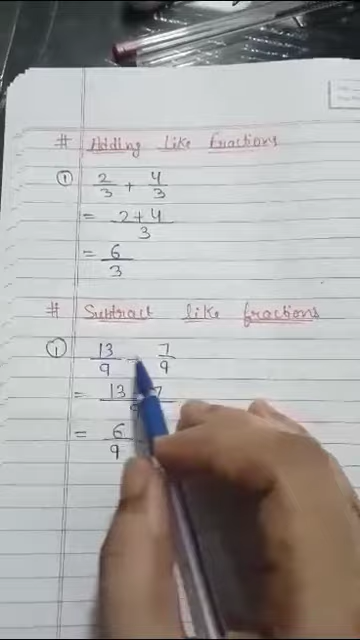 # Adding Like Fractions
① 2/3 + 4/3
= 2+4/3
= 6/3
# Subtract like fractions
① 13/9 - 7/9
= 13 7
= 6/9